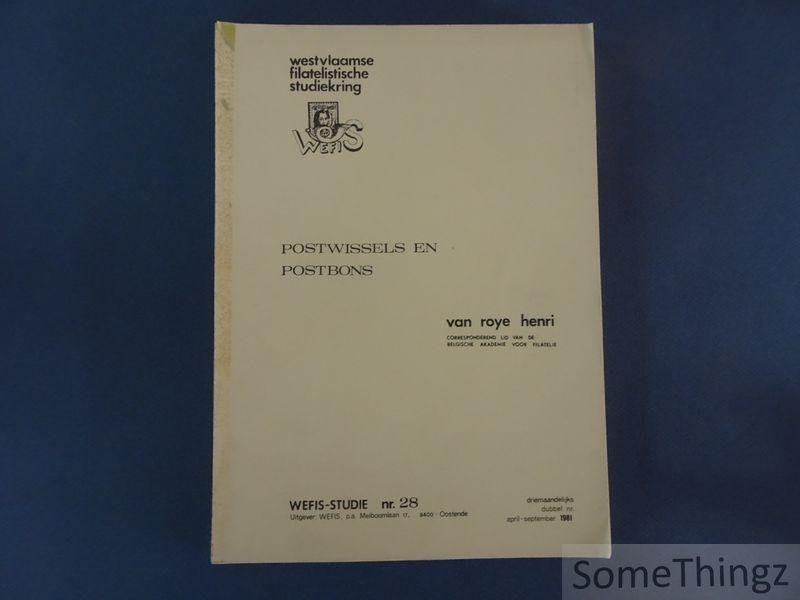 westvlaamse
filatelistische
studiekring
WEFIS
POSTWISSELS EN
POSTBONS
van roye henri
CORRESPONDEREND LID VAN DE
BELGISCHE AKADEMIE VOOR FILATELIE
WEFIS-STUDIE nr. 28
Uitgever: WEFIS, p.a. Meiboomlaan 17, 8400 - Oostende
driemaandelijks
dubbel nr.
april-september 1981
SomeThingz